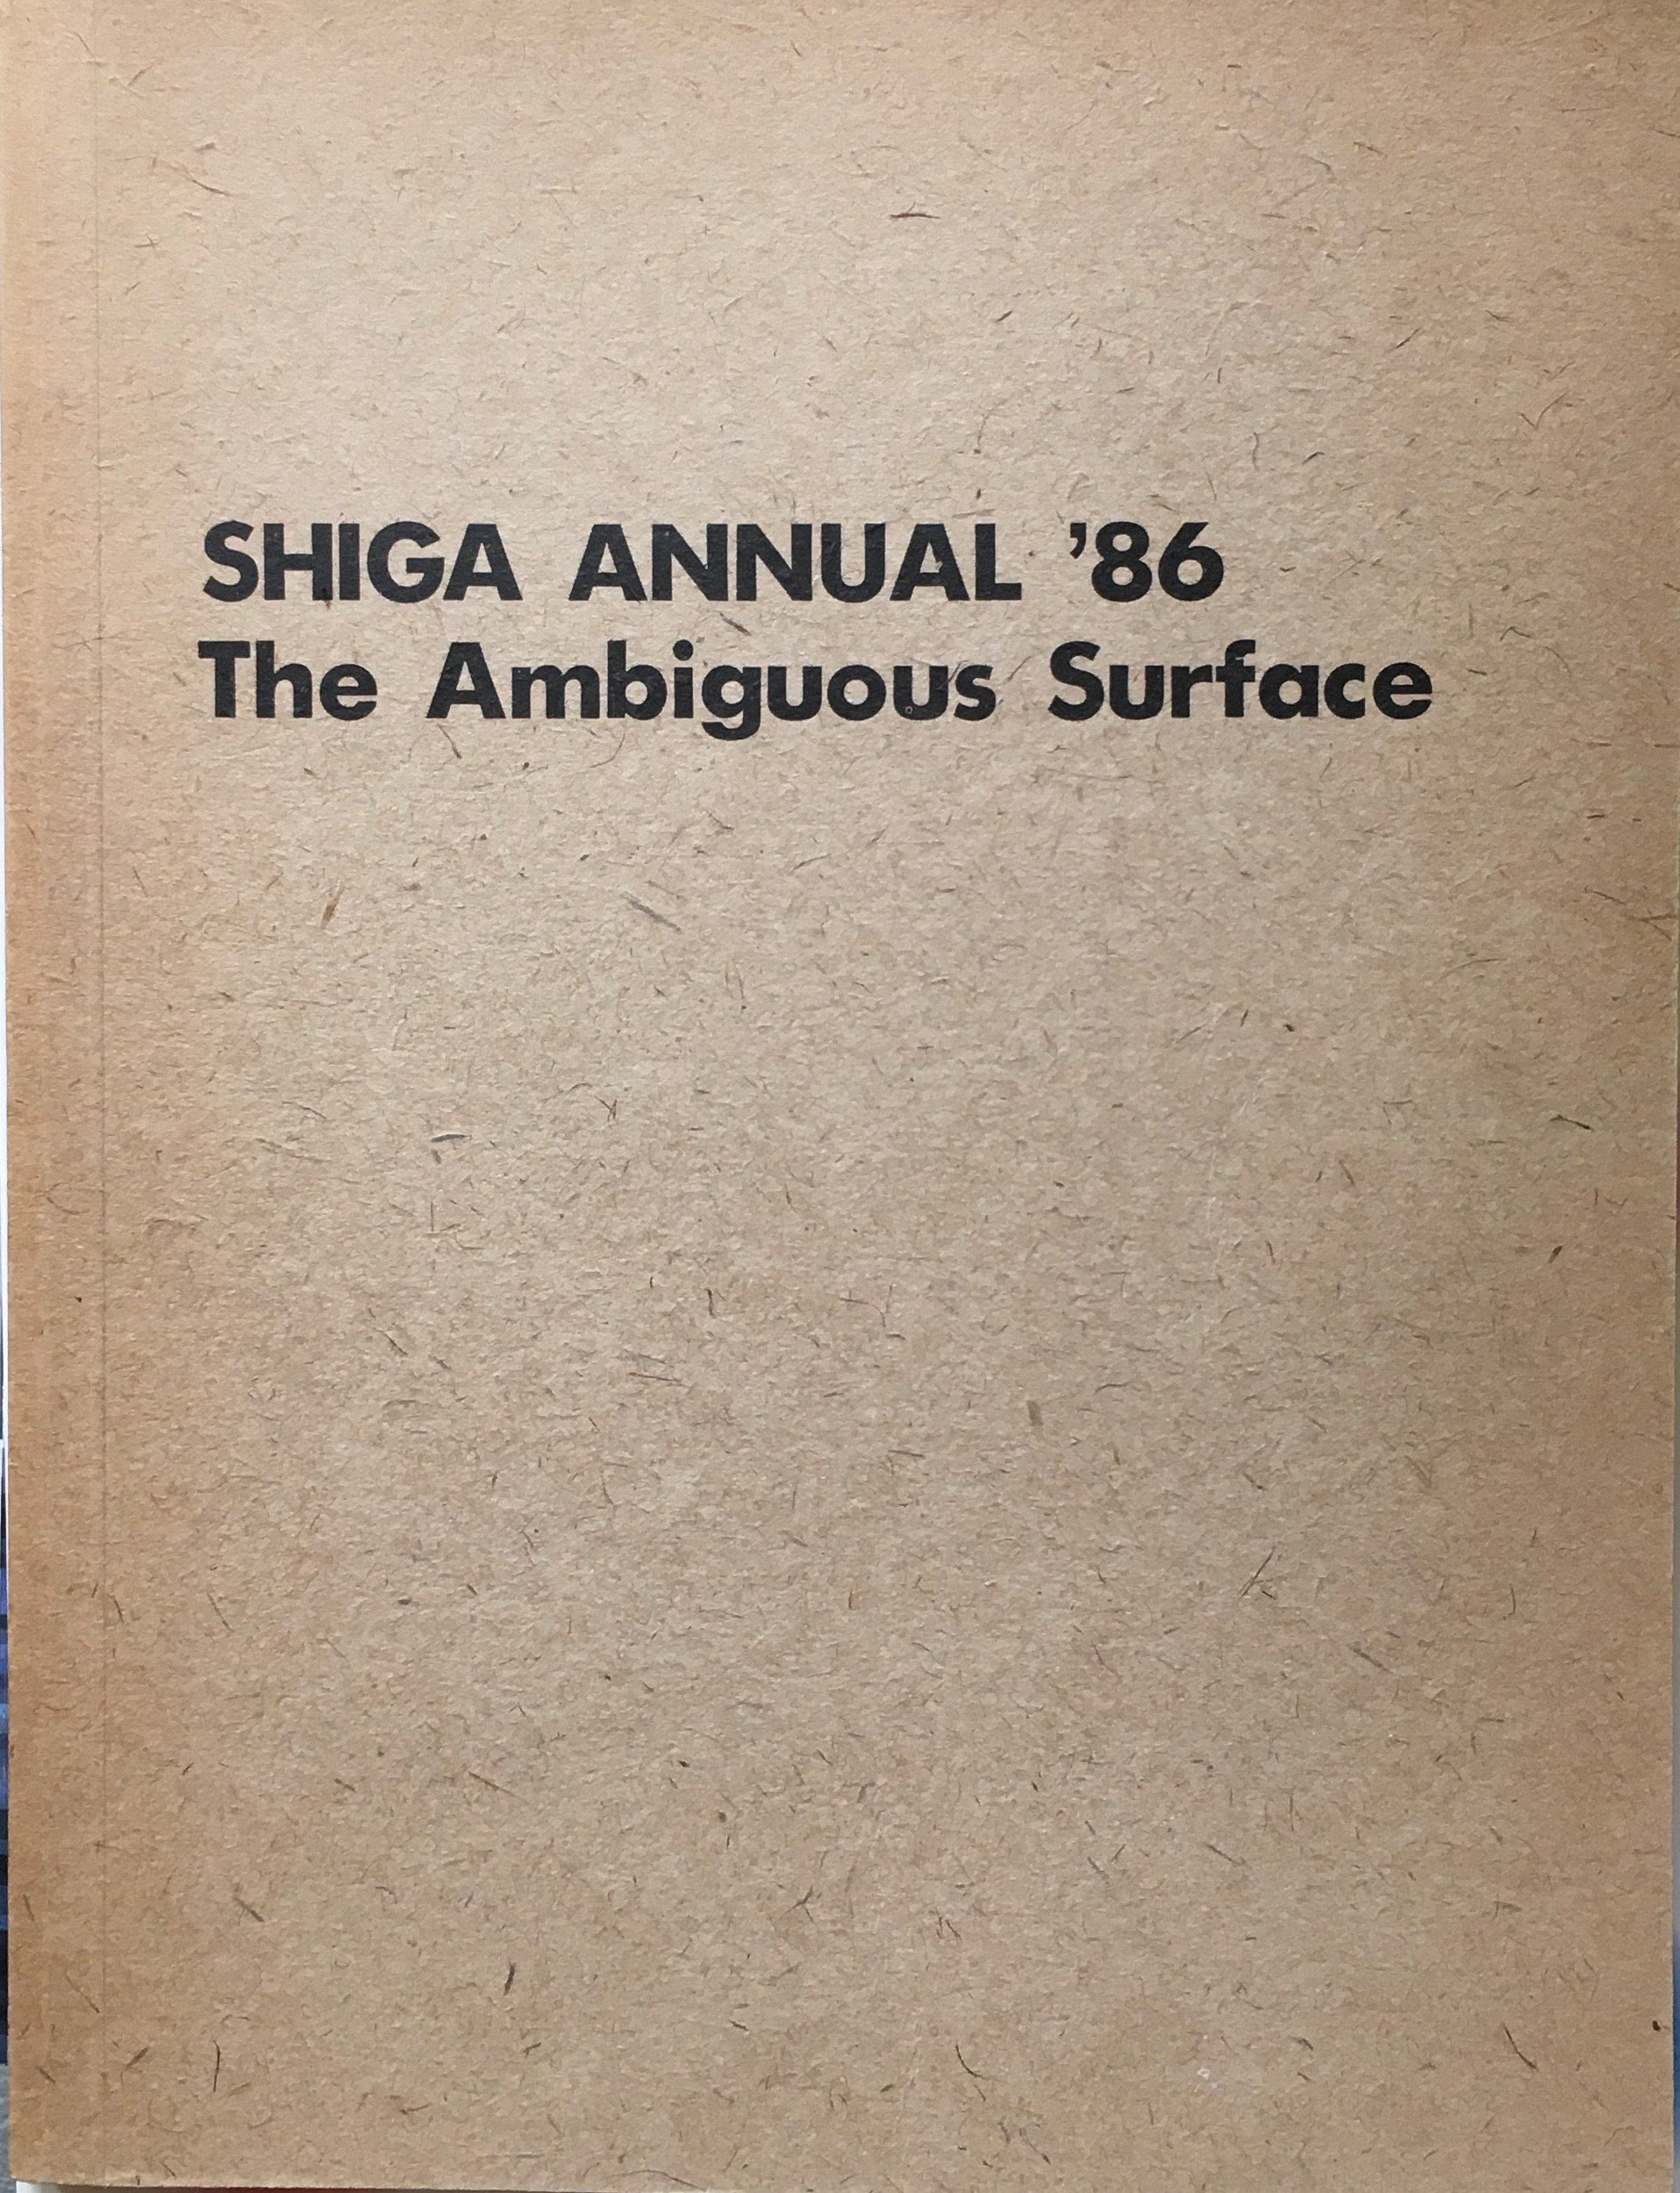 SHIGA ANNUAL ’86
The Ambiguous Surface